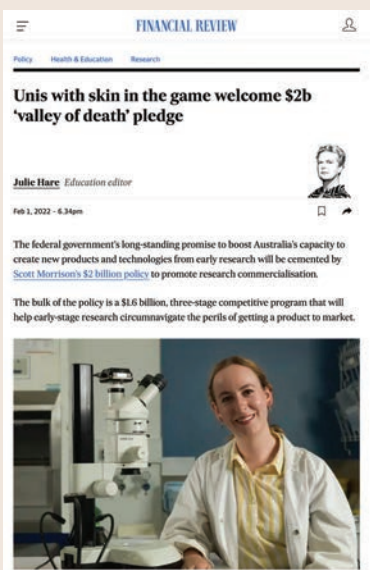 FINANCIAL REVIEW
Policy Health & Education Research
Unis with skin in the game welcome $2b
‘valley of death’ pledge
Julie Hare Education editor
Feb 1, 2022 – 6.34pm
The federal government’s long-standing promise to boost Australia’s capacity to
create new products and technologies from early research will be cemented by
Scott Morrison’s $2 billion policy to promote research commercialisation.
The bulk of the policy is a $1.6 billion, three-stage competitive program that will
help early-stage research circumnavigate the perils of getting a product to market.